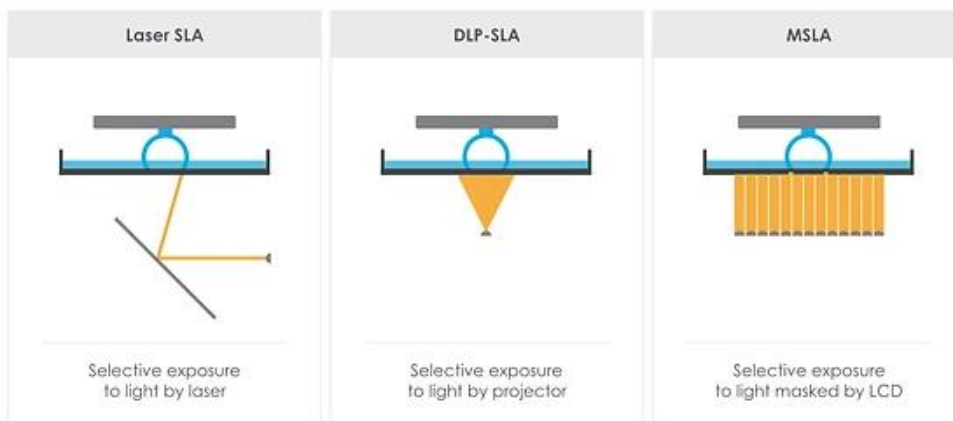 Laser SLA
DLP-SLA
MSLA
Selective exposure
to light by laser
Selective exposure
to light by projector
Selective exposure
to light masked by LCD